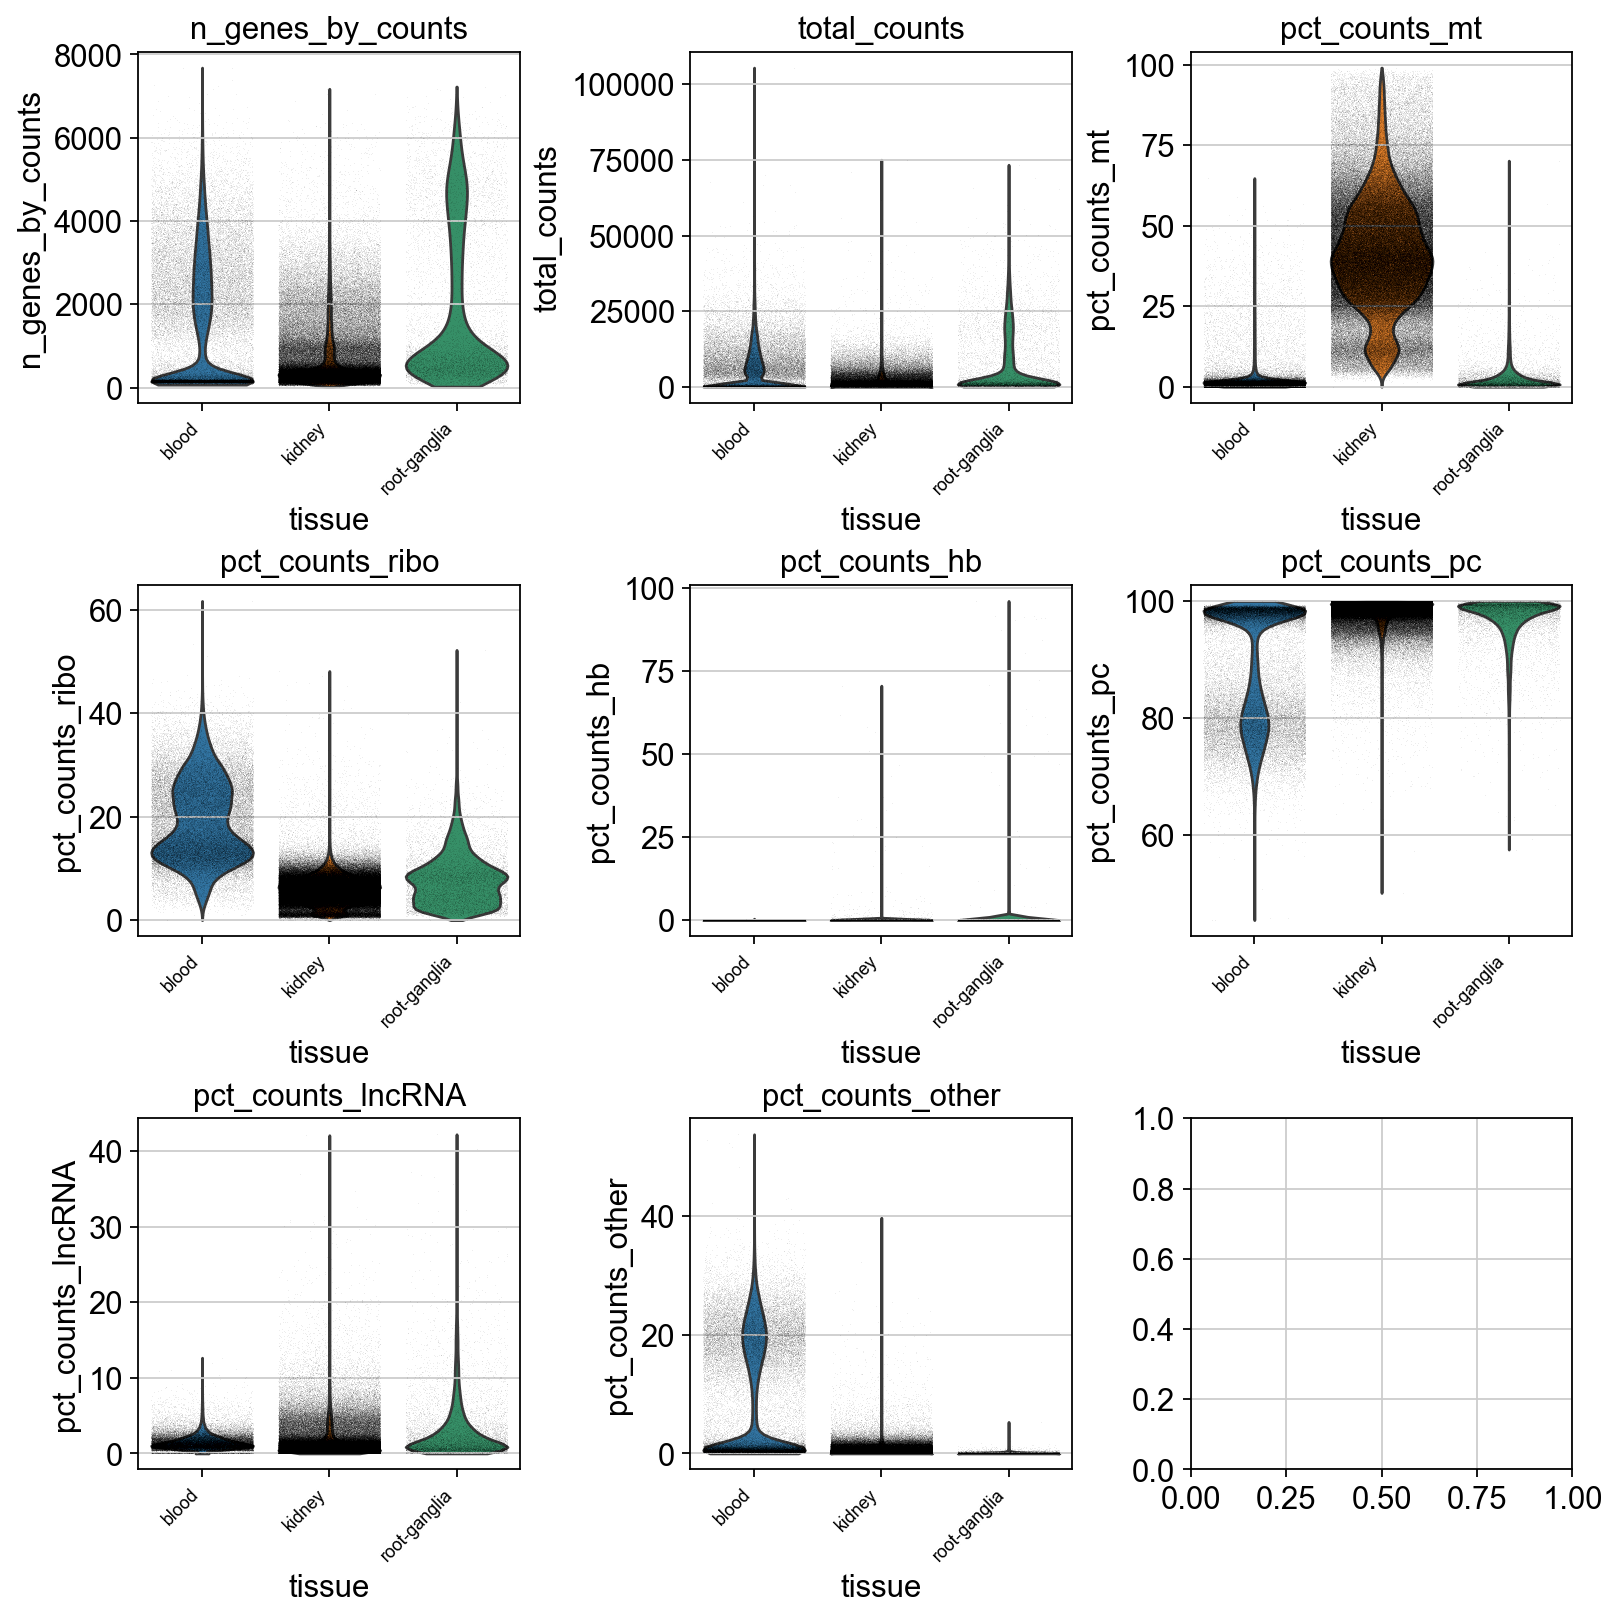 n_genes_by_counts
8000
6000
4000
2000
0
n_genes_by_counts
blood
kidney
root-ganglia
tissue
total_counts
100000
75000
50000
25000
0
total_counts
blood
kidney
root-ganglia
tissue
pct_counts_mt
100
75
50
25
0
pct_counts_mt
blood
kidney
root-ganglia
tissue
pct_counts_ribo
60
40
20
0
pct_counts_ribo
blood
kidney
root-ganglia
tissue
pct_counts_hb
100
75
50
25
0
pct_counts_hb
blood
kidney
root-ganglia
tissue
pct_counts_pc
100
80
60
pct_counts_pc
blood
kidney
root-ganglia
tissue
pct_counts_lncRNA
40
30
20
10
0
pct_counts_lncRNA
blood
kidney
root-ganglia
tissue
pct_counts_other
40
20
0
pct_counts_other
blood
kidney
root-ganglia
tissue
1.0
0.8
0.6
0.4
0.2
0.0
0.00 0.25 0.50 0.75 1.00